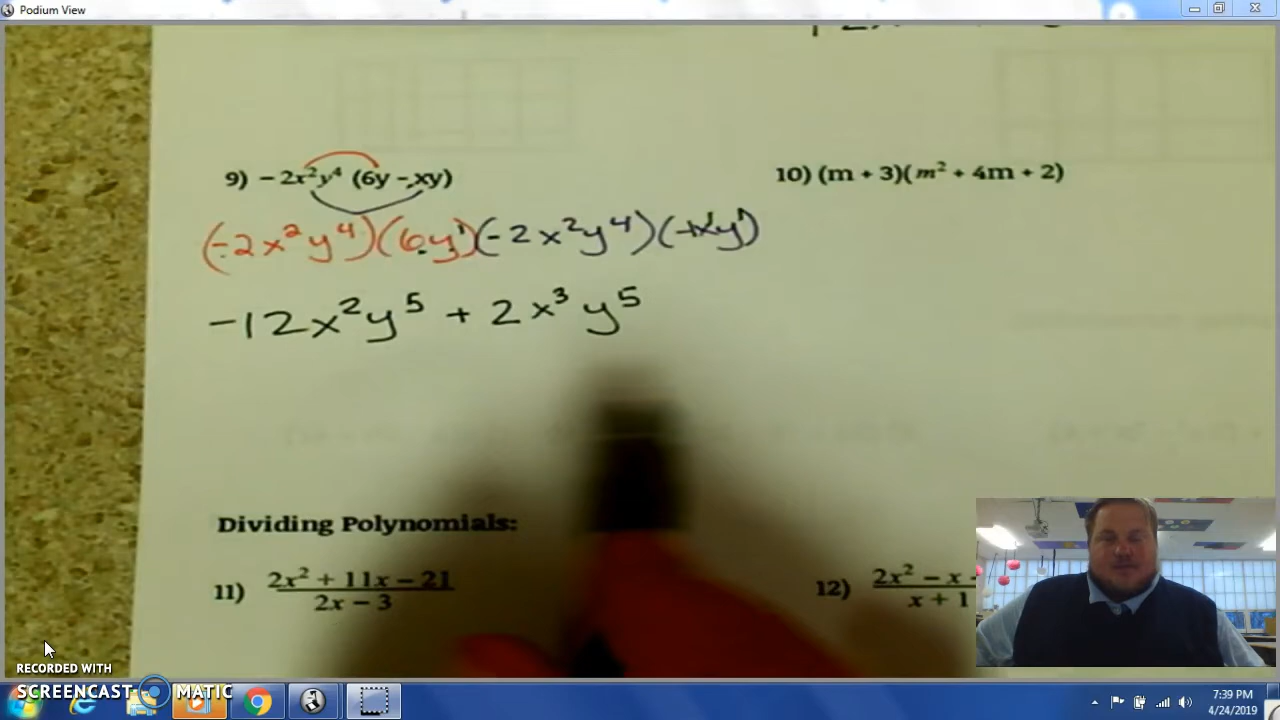 Podium View
9) − 2x²y⁴ (6y − xy)
10) (m + 3)(m² + 4m + 2)
(-2x²y⁴)(6y¹)(-2x²y⁴)(-1x¹y¹)
-12x²y⁵ + 2x³y⁵
Dividing Polynomials:
11) 2x² + 11x − 21
2x − 3
12) 2x² − x
x + 1
RECORDED WITH
SCREENCAST MATIC
7:39 PM
4/24/2019